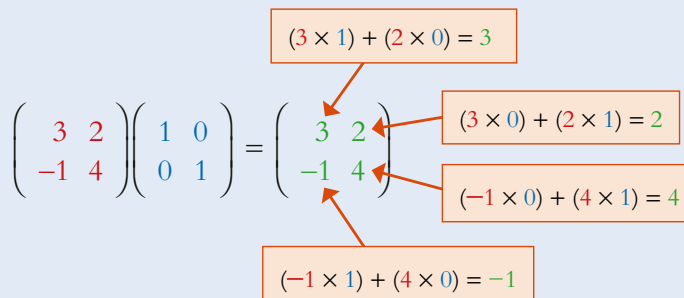 (3 × 1) + (2 × 0) = 3
3 2 1 0 3 2
= 
−1 4 0 1 −1 4
(3 × 0) + (2 × 1) = 2
(−1 × 0) + (4 × 1) = 4
(−1 × 1) + (4 × 0) = −1